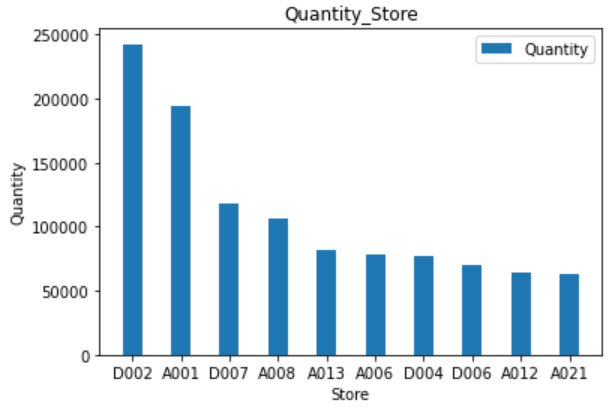 Quantity_Store
Quantity
250000
200000
150000
100000
50000
0
Quantity
D002 A001 D007 A008 A013 A006 D004 D006 A012 A021
Store